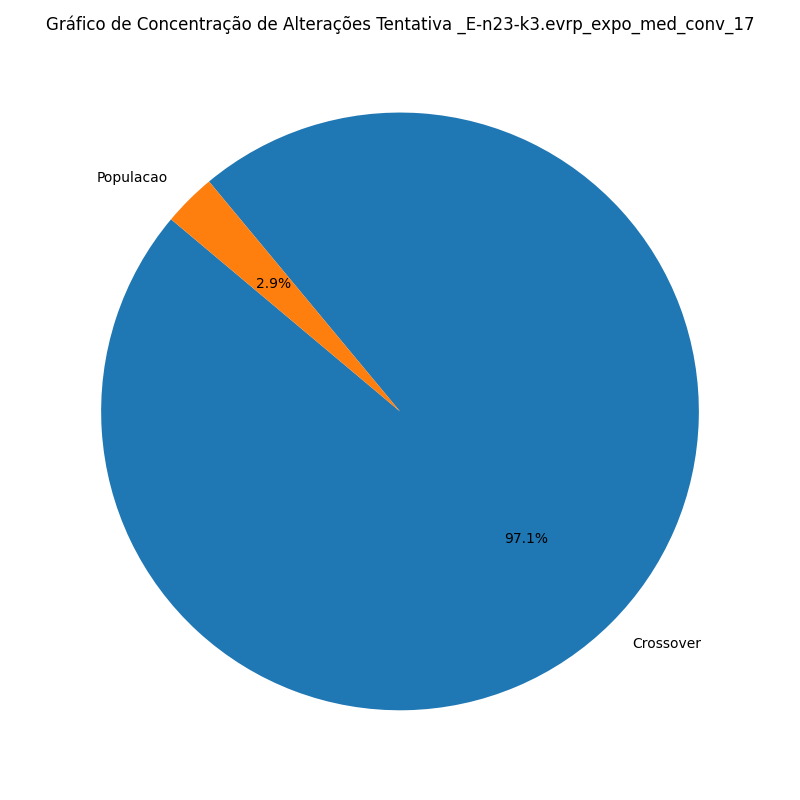 Gráfico de Concentração de Alterações Tentativa _E-n23-k3.evrp_expo_med_conv_17
Populacao
2.9%
97.1%
Crossover